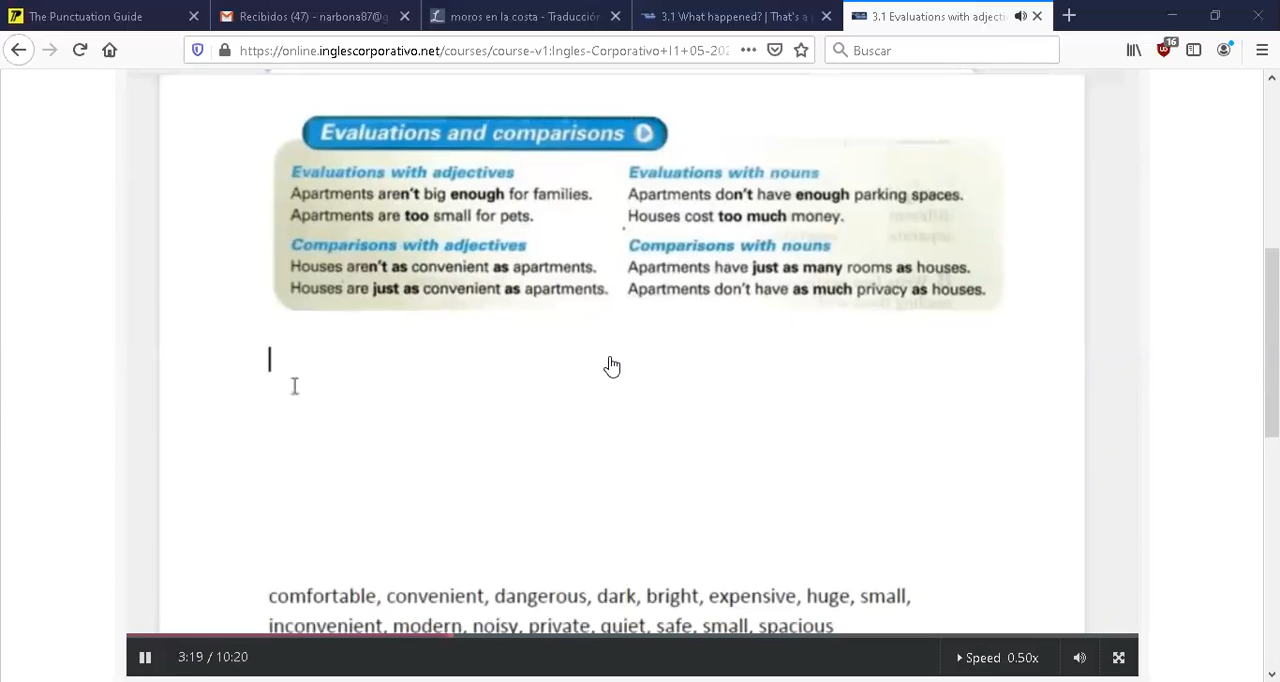 The Punctuation Guide
Recibidos (47) - narbona87@g
moros en la costa - Traducción
3.1 What happened? | That's a p
3.1 Evaluations with adjecti
https://online.inglescorporativo.net/courses/course-v1:Ingles-Corporativo+I1+05-202
Buscar
16
Evaluations and comparisons
Evaluations with adjectives
Apartments aren't big enough for families.
Apartments are too small for pets.
Comparisons with adjectives
Houses aren't as convenient as apartments.
Houses are just as convenient as apartments.
Evaluations with nouns
Apartments don't have enough parking spaces.
Houses cost too much money.
Comparisons with nouns
Apartments have just as many rooms as houses.
Apartments don't have as much privacy as houses.
comfortable, convenient, dangerous, dark, bright, expensive, huge, small,
inconvenient, modern, noisy, private, quiet, safe, small, spacious
3:19 / 10:20
Speed 0.50x